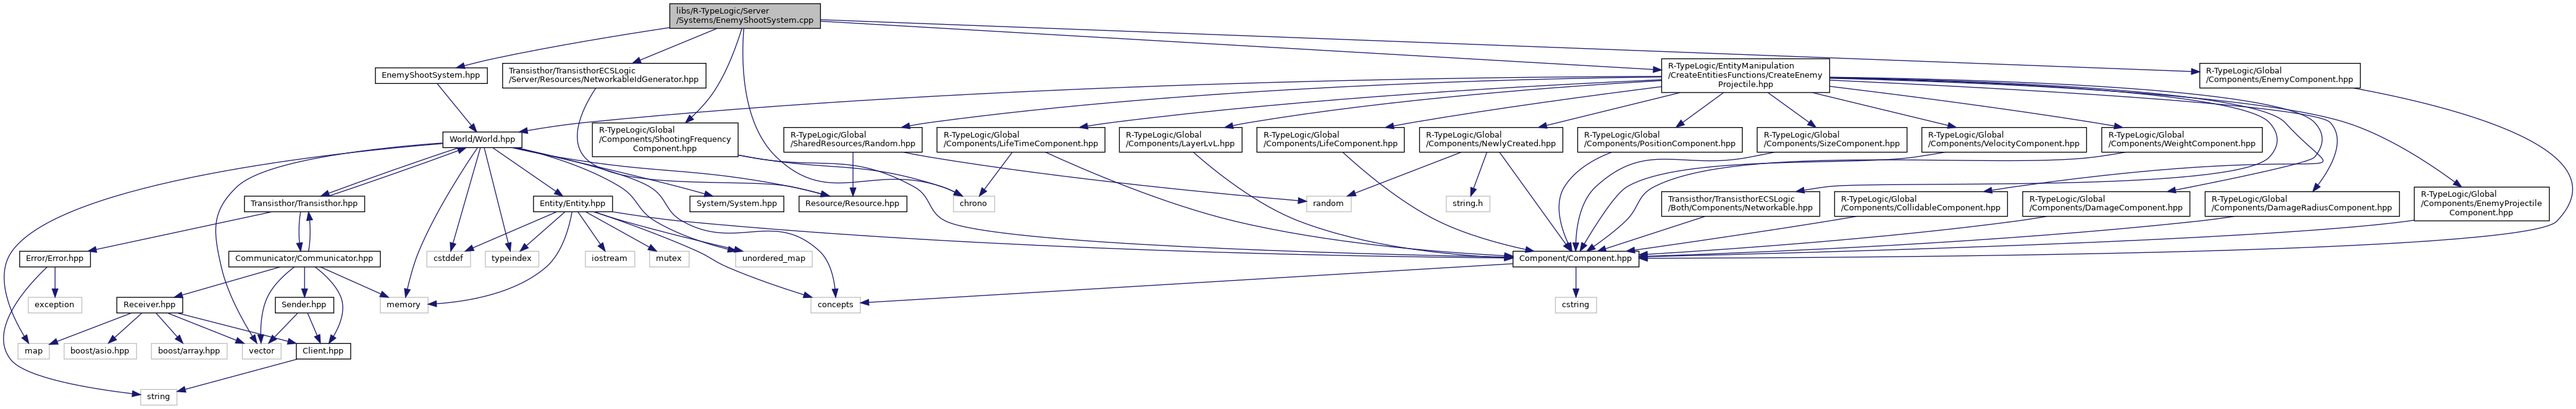 libs/R-TypeLogic/Server
/Systems/EnemyShootSystem.cpp
EnemyShootSystem.hpp
Transisthor/TransisthorECSLogic
/Server/Resources/NetworkableIdGenerator.hpp
R-TypeLogic/EntityManipulation
/CreateEntitiesFunctions/CreateEnemy
Projectile.hpp
R-TypeLogic/Global
/Components/EnemyComponent.hpp
World/World.hpp
R-TypeLogic/Global
/Components/ShootingFrequency
Component.hpp
R-TypeLogic/Global
/SharedResources/Random.hpp
R-TypeLogic/Global
/Components/LifeTimeComponent.hpp
R-TypeLogic/Global
/Components/LayerLvL.hpp
R-TypeLogic/Global
/Components/LifeComponent.hpp
R-TypeLogic/Global
/Components/NewlyCreated.hpp
R-TypeLogic/Global
/Components/PositionComponent.hpp
R-TypeLogic/Global
/Components/SizeComponent.hpp
R-TypeLogic/Global
/Components/VelocityComponent.hpp
R-TypeLogic/Global
/Components/WeightComponent.hpp
Transisthor/Transisthor.hpp
Entity/Entity.hpp
System/System.hpp
Resource/Resource.hpp
chrono
random
string.h
Transisthor/TransisthorECSLogic
/Both/Components/Networkable.hpp
R-TypeLogic/Global
/Components/CollidableComponent.hpp
R-TypeLogic/Global
/Components/DamageComponent.hpp
R-TypeLogic/Global
/Components/DamageRadiusComponent.hpp
R-TypeLogic/Global
/Components/EnemyProjectile
Component.hpp
Error/Error.hpp
Communicator/Communicator.hpp
cstddef
typeindex
iostream
mutex
unordered_map
Component/Component.hpp
exception
Receiver.hpp
Sender.hpp
memory
concepts
cstring
map
boost/asio.hpp
boost/array.hpp
vector
Client.hpp
string